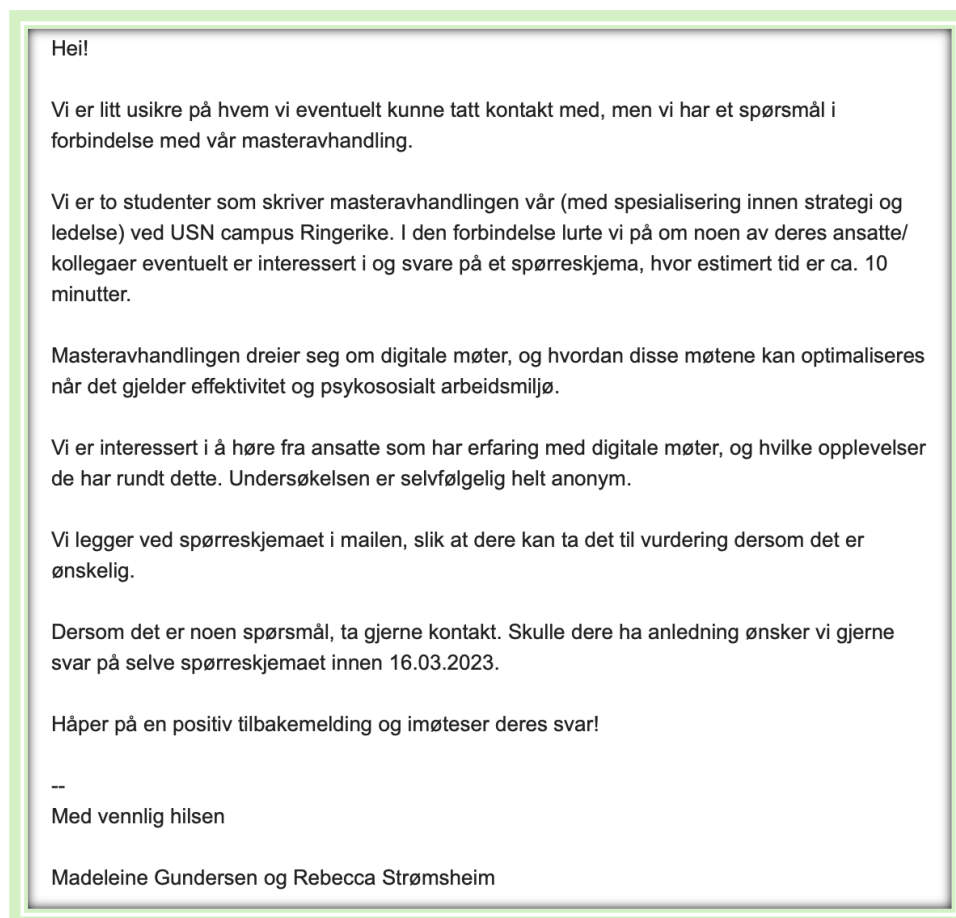 Hei!
Vi er litt usikre på hvem vi eventuelt kunne tatt kontakt med, men vi har et spørsmål i
forbindelse med vår masteravhandling.
Vi er to studenter som skriver masteravhandlingen vår (med spesialisering innen strategi og
ledelse) ved USN campus Ringerike. I den forbindelse lurte vi på om noen av deres ansatte/
kollegaer eventuelt er interessert i og svare på et spørreskjema, hvor estimert tid er ca. 10
minutter.
Masteravhandlingen dreier seg om digitale møter, og hvordan disse møtene kan optimaliseres
når det gjelder effektivitet og psykososialt arbeidsmiljø.
Vi er interessert i å høre fra ansatte som har erfaring med digitale møter, og hvilke opplevelser
de har rundt dette. Undersøkelsen er selvfølgelig helt anonym.
Vi legger ved spørreskjemaet i mailen, slik at dere kan ta det til vurdering dersom det er
ønskelig.
Dersom det er noen spørsmål, ta gjerne kontakt. Skulle dere ha anledning ønsker vi gjerne
svar på selve spørreskjemaet innen 16.03.2023.
Håper på en positiv tilbakemelding og imøteser deres svar!
--
Med vennlig hilsen
Madeleine Gundersen og Rebecca Strømsheim